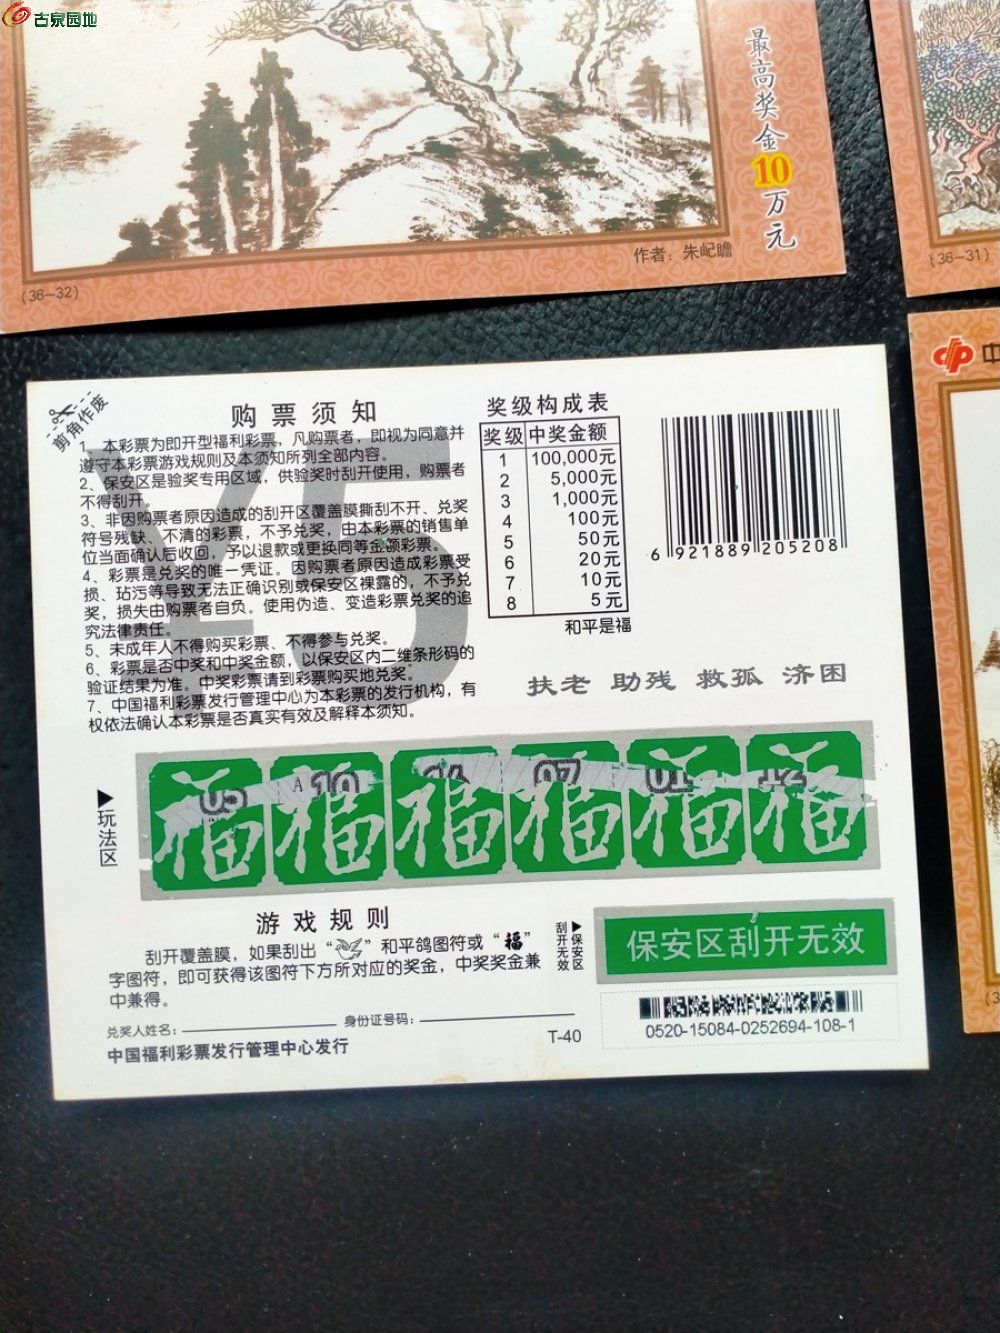 古泉园地
最高奖金10万元
作者：朱屺瞻
(36-32)
(36-31)
中
剪角作废
购票须知
1、本彩票为即开型福利彩票，凡购票者，即视为同意并
遵守本彩票游戏规则及本须知所列全部内容。
2、保安区是验奖专用区域，供验奖时刮开使用，购票者
不得刮开。
3、非因购票者原因造成的刮开区覆盖膜撕刮不开、兑奖
符号残缺、不清的彩票，不予兑奖，由本彩票的销售单
位当面确认后收回，予以退款或更换同等金额彩票。
4、彩票是兑奖的唯一凭证。因购票者原因造成彩票受
损、玷污等导致无法正确识别或保安区裸露的，不予兑
奖，损失由购票者自负。使用伪造、变造彩票兑奖的追
究法律责任。
5、未成年人不得购买彩票、不得参与兑奖。
6、彩票是否中奖和中奖金额，以保安区内二维条形码的
验证结果为准。中奖彩票请到彩票购买地兑奖。
7、中国福利彩票发行管理中心为本彩票的发行机构，有
权依法确认本彩票是否真实有效及解释本须知。
¥5
奖级构成表
奖级 中奖金额
1 100,000元
2 5,000元
3 1,000元
4 100元
5 50元
6 20元
7 10元
8 5元
和平是福
6 921889 205208
扶老 助残 救孤 济困
玩法区
05 A 10 07 01 12
福 福 福 福 福 福
游戏规则
刮开覆盖膜，如果刮出“ ”和平鸽图符或“福”
字图符，即可获得该图符下方所对应的奖金，中奖奖金兼
中兼得。
保安区
刮开无效
保安区刮开无效
兑奖人姓名： 身份证号码：
中国福利彩票发行管理中心发行
T-40
0520-15084-0252694-108-1